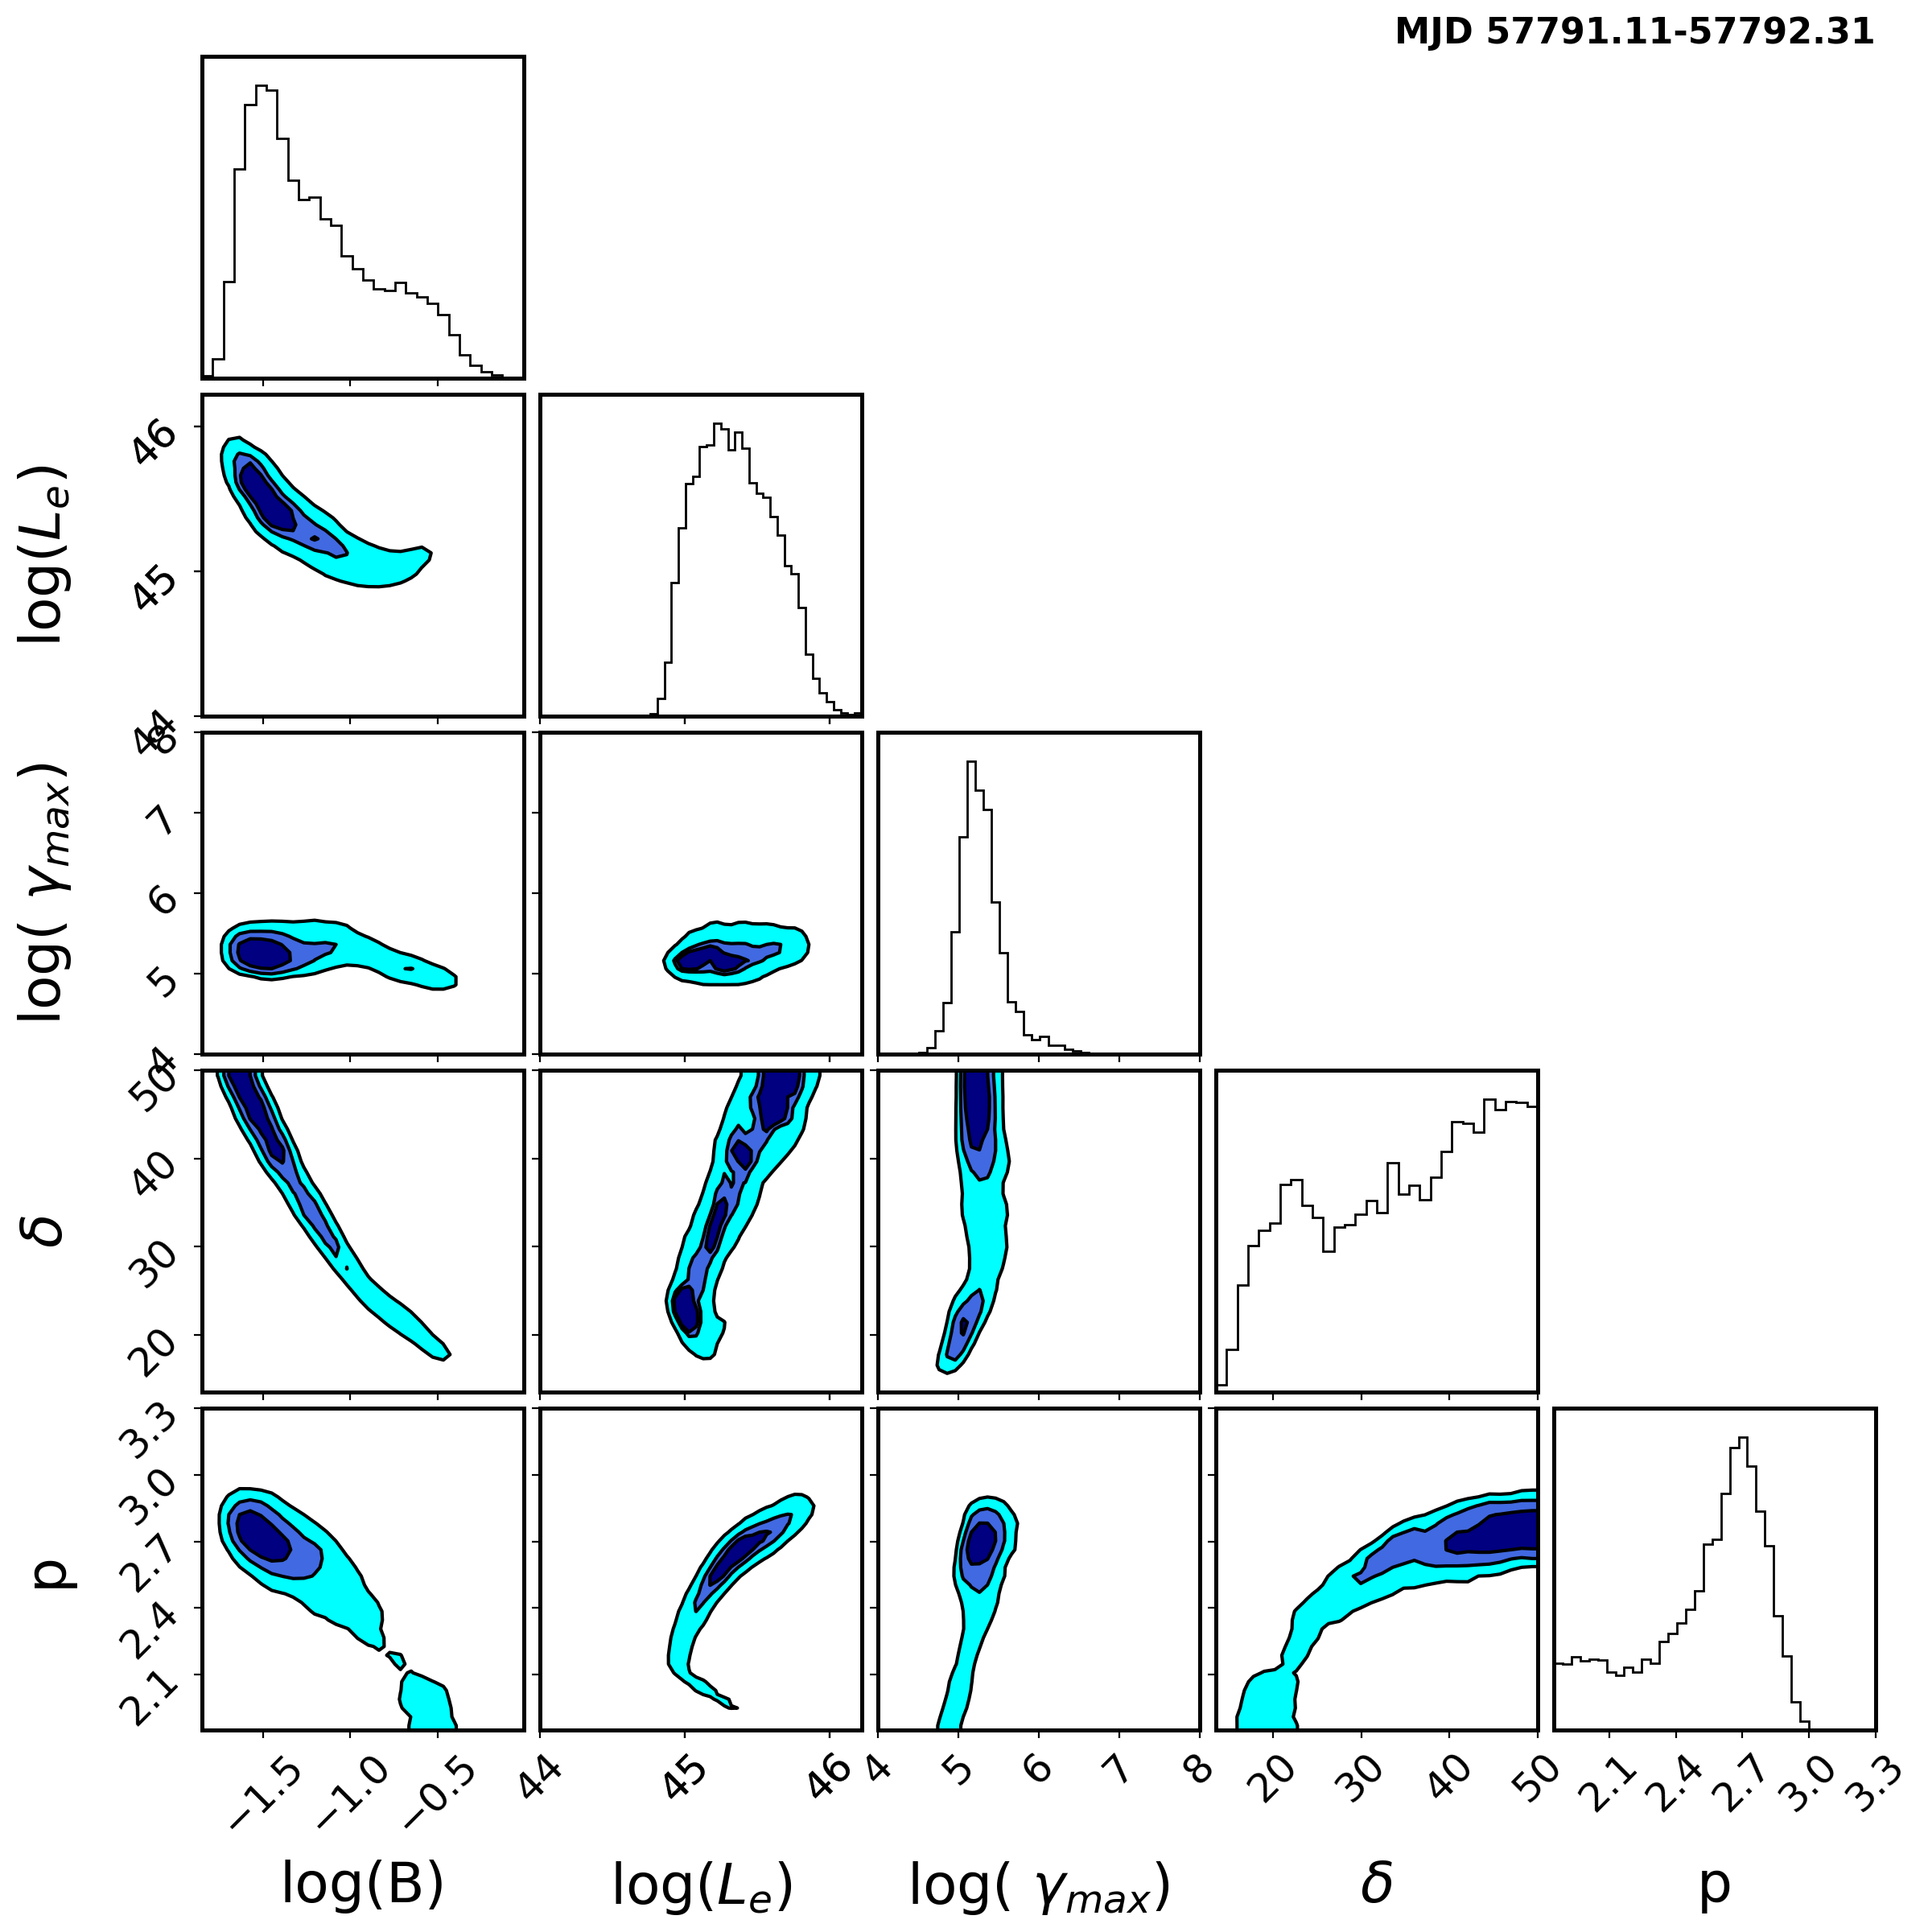 MJD 57791.11-57792.31
log(L_e)
46
45
44
log( γ_max)
8
7
6
5
4
δ
50
40
30
20
p
3.3
3.0
2.7
2.4
2.1
−1.5 −1.0 −0.5
44 45 46
4 5 6 7 8
20 30 40 50
2.1 2.4 2.7 3.0 3.3
log(B) log(L_e) log( γ_max) δ p